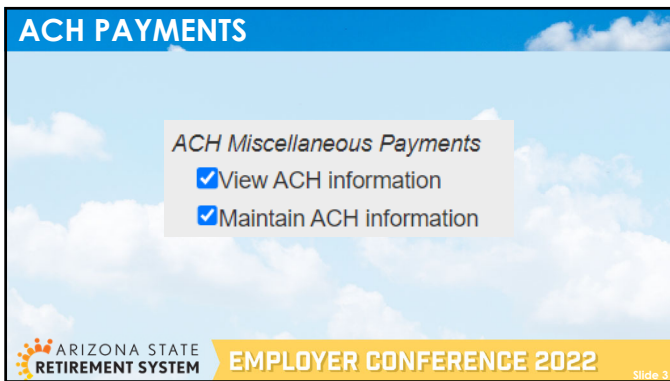 ACH PAYMENTS
ACH Miscellaneous Payments
View ACH information
Maintain ACH information
ARIZONA STATE
RETIREMENT SYSTEM
EMPLOYER CONFERENCE 2022
Slide 3